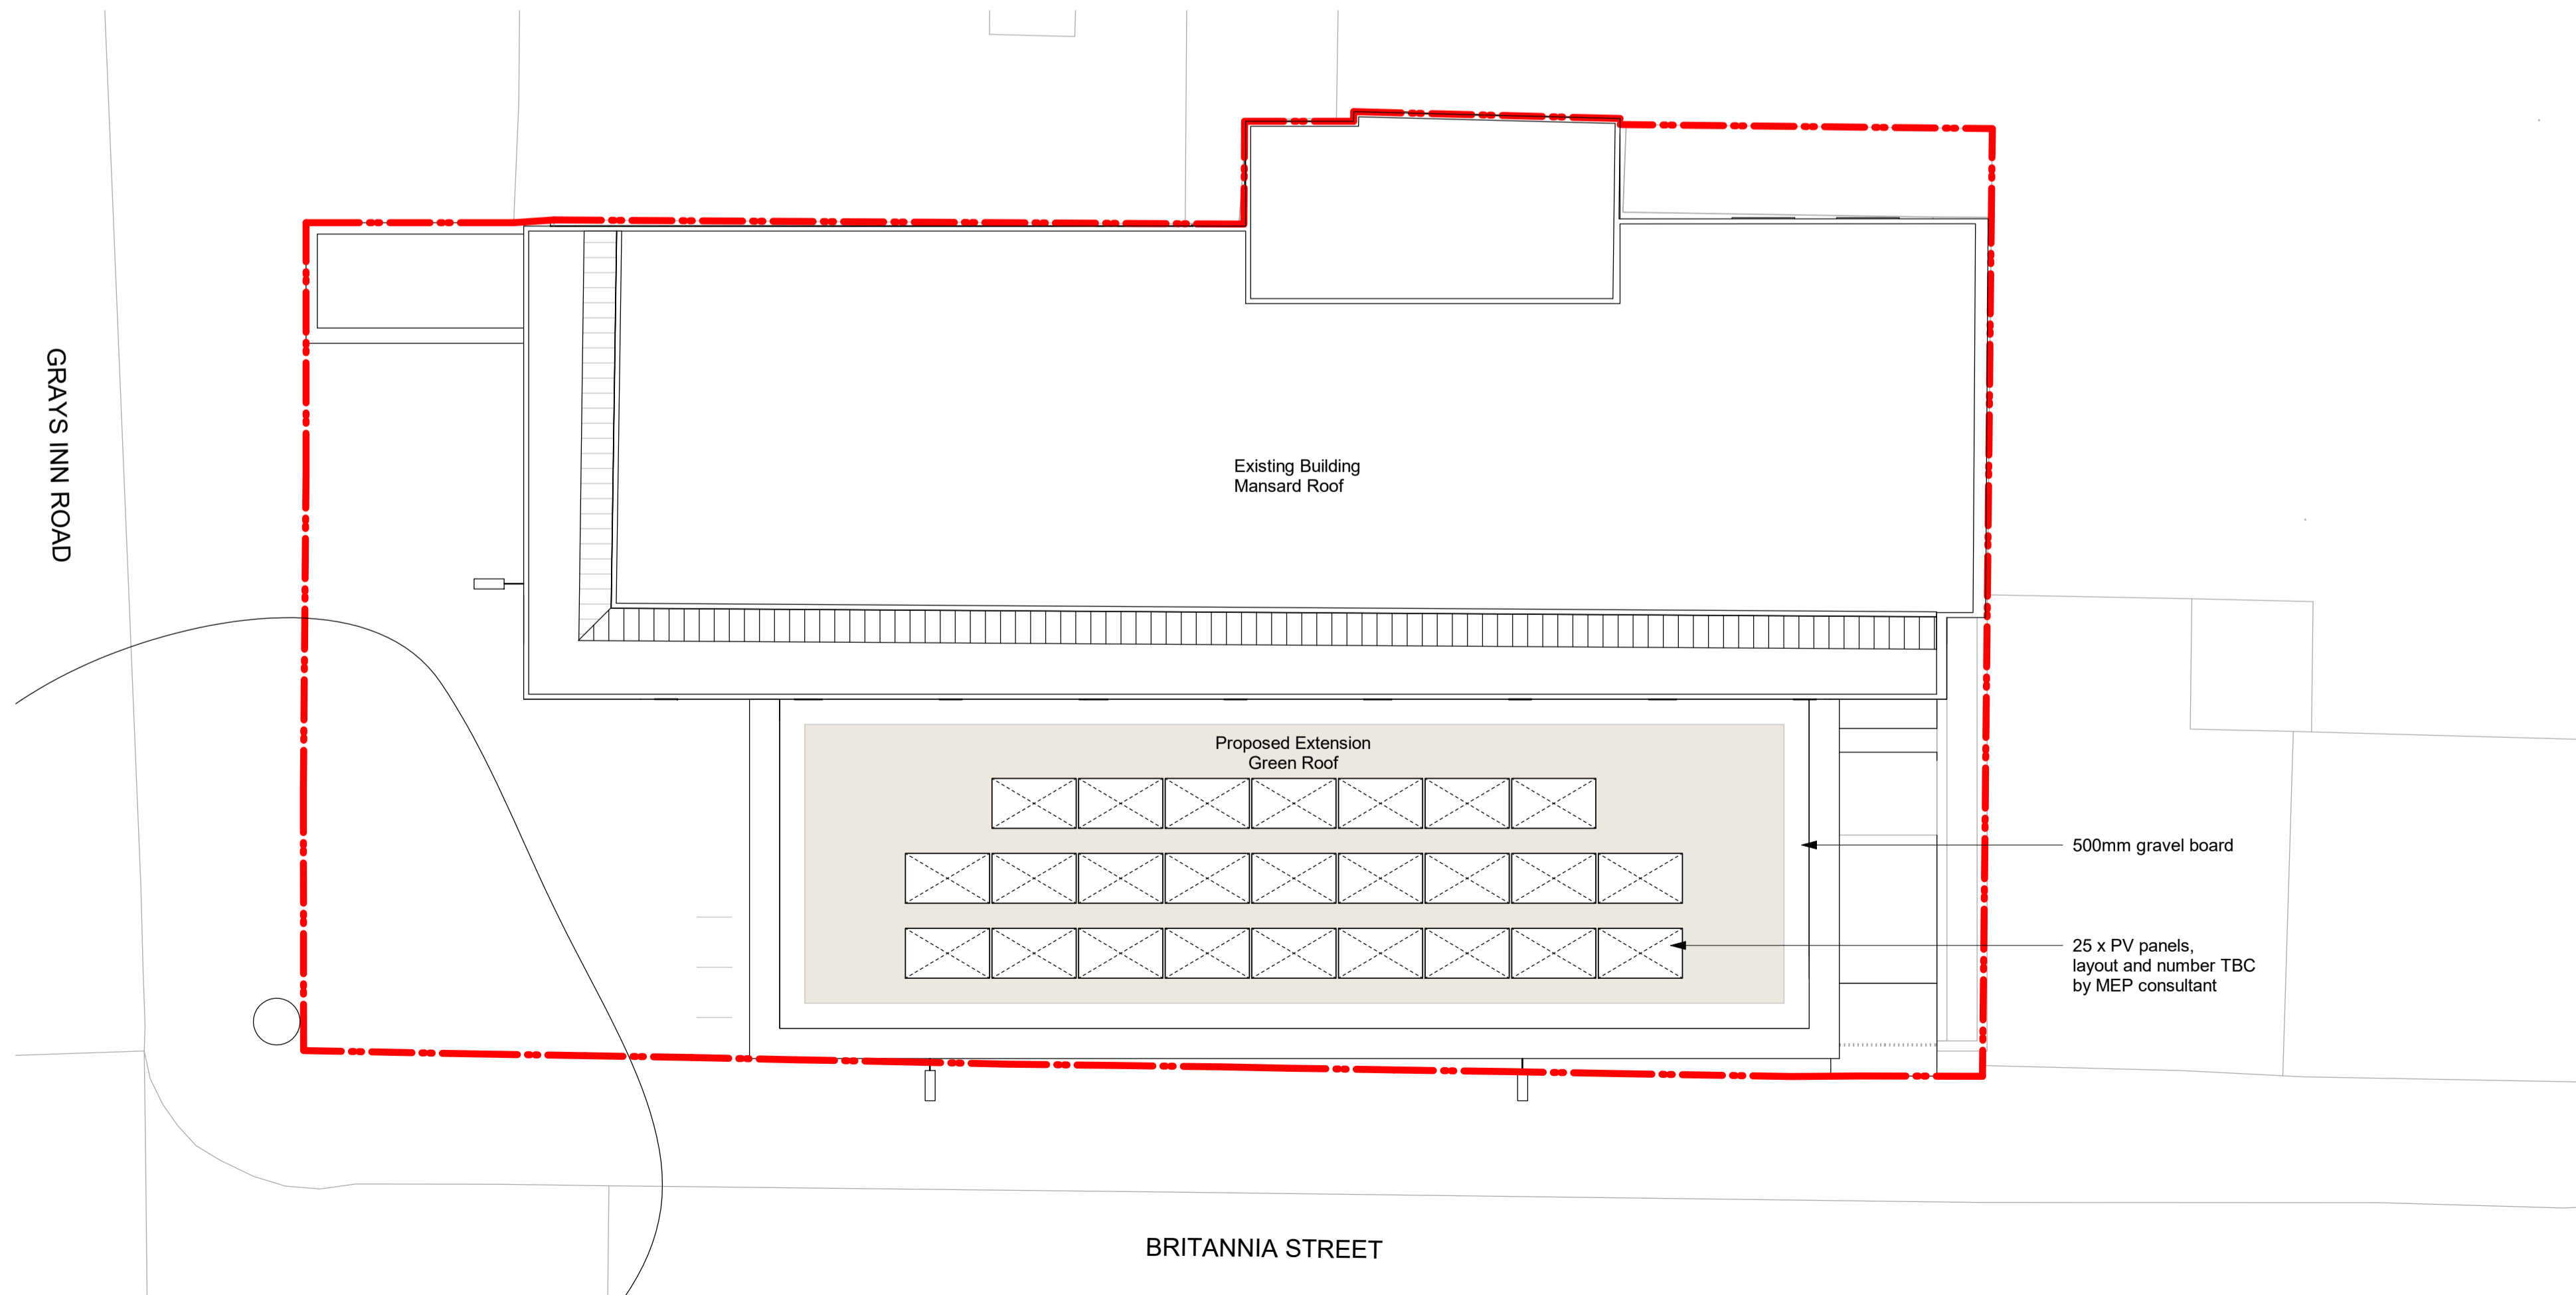 GRAYS INN ROAD
Existing Building
Mansard Roof
Proposed Extension
Green Roof
500mm gravel board
25 x PV panels,
layout and number TBC
by MEP consultant
BRITANNIA STREET